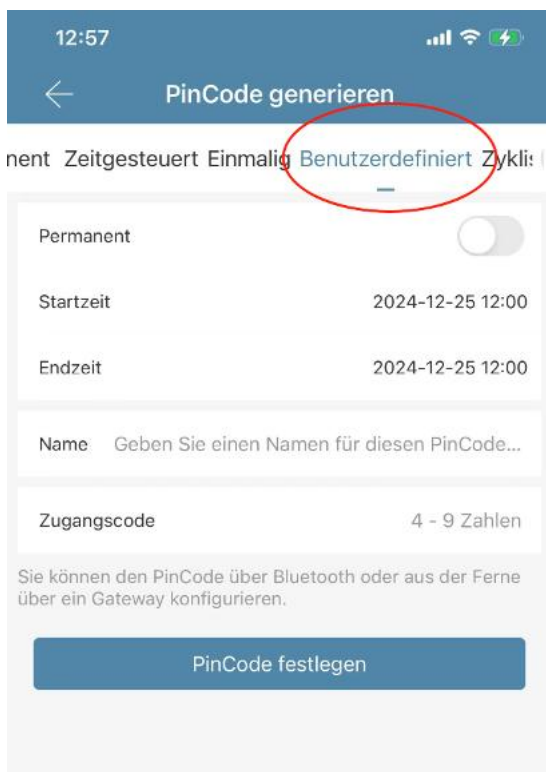 12:57
PinCode generieren
nent Zeitgesteuert Einmalig Benutzerdefiniert Zyklis
Permanent
Startzeit 2024-12-25 12:00
Endzeit 2024-12-25 12:00
Name Geben Sie einen Namen für diesen PinCode...
Zugangscode 4 - 9 Zahlen
Sie können den PinCode über Bluetooth oder aus der Ferne
über ein Gateway konfigurieren.
PinCode festlegen